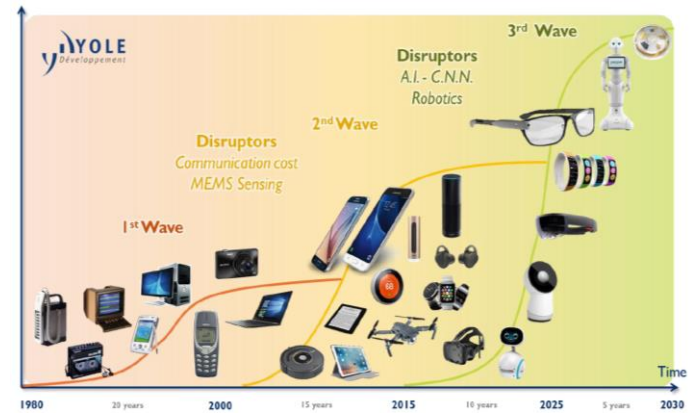 YOLE
Développement
3rd Wave
Disruptors
A.I.- C.N.N.
Robotics
2nd Wave
Disruptors
Communication cost
MEMS Sensing
1st Wave
68
Time
1980
20 years
2000
15 years
2015
10 years
2025
5 years
2030